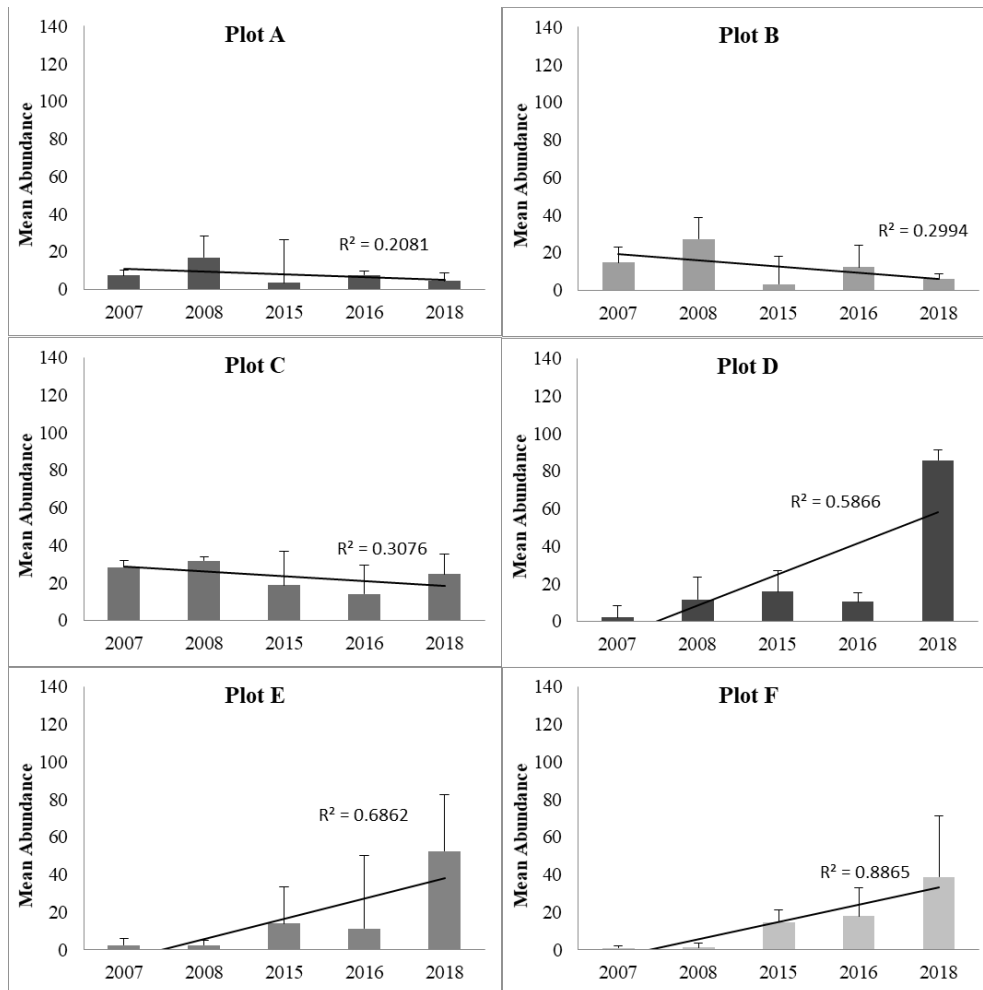 Plot A
Mean Abundance
140
120
100
80
60
40
20
0
R² = 0.2081
2007 2008 2015 2016 2018
Plot B
Mean Abundance
140
120
100
80
60
40
20
0
R² = 0.2994
2007 2008 2015 2016 2018
Plot C
Mean Abundance
140
120
100
80
60
40
20
0
R² = 0.3076
2007 2008 2015 2016 2018
Plot D
Mean Abundance
140
120
100
80
60
40
20
0
R² = 0.5866
2007 2008 2015 2016 2018
Plot E
Mean Abundance
140
120
100
80
60
40
20
0
R² = 0.6862
2007 2008 2015 2016 2018
Plot F
Mean Abundance
140
120
100
80
60
40
20
0
R² = 0.8865
2007 2008 2015 2016 2018